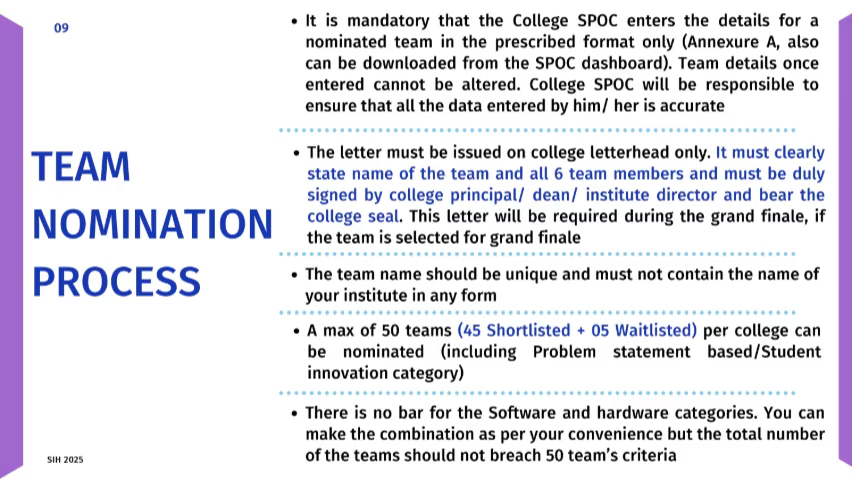 09
TEAM
NOMINATION
PROCESS
• It is mandatory that the College SPOC enters the details for a
nominated team in the prescribed format only (Annexure A, also
can be downloaded from the SPOC dashboard). Team details once
entered cannot be altered. College SPOC will be responsible to
ensure that all the data entered by him/ her is accurate
• The letter must be issued on college letterhead only. It must clearly
state name of the team and all 6 team members and must be duly
signed by college principal/ dean/ institute director and bear the
college seal. This letter will be required during the grand finale, if
the team is selected for grand finale
• The team name should be unique and must not contain the name of
your institute in any form
• A max of 50 teams (45 Shortlisted + 05 Waitlisted) per college can
be nominated (including Problem statement based/Student
innovation category)
• There is no bar for the Software and hardware categories. You can
make the combination as per your convenience but the total number
of the teams should not breach 50 team’s criteria
SIH 2025